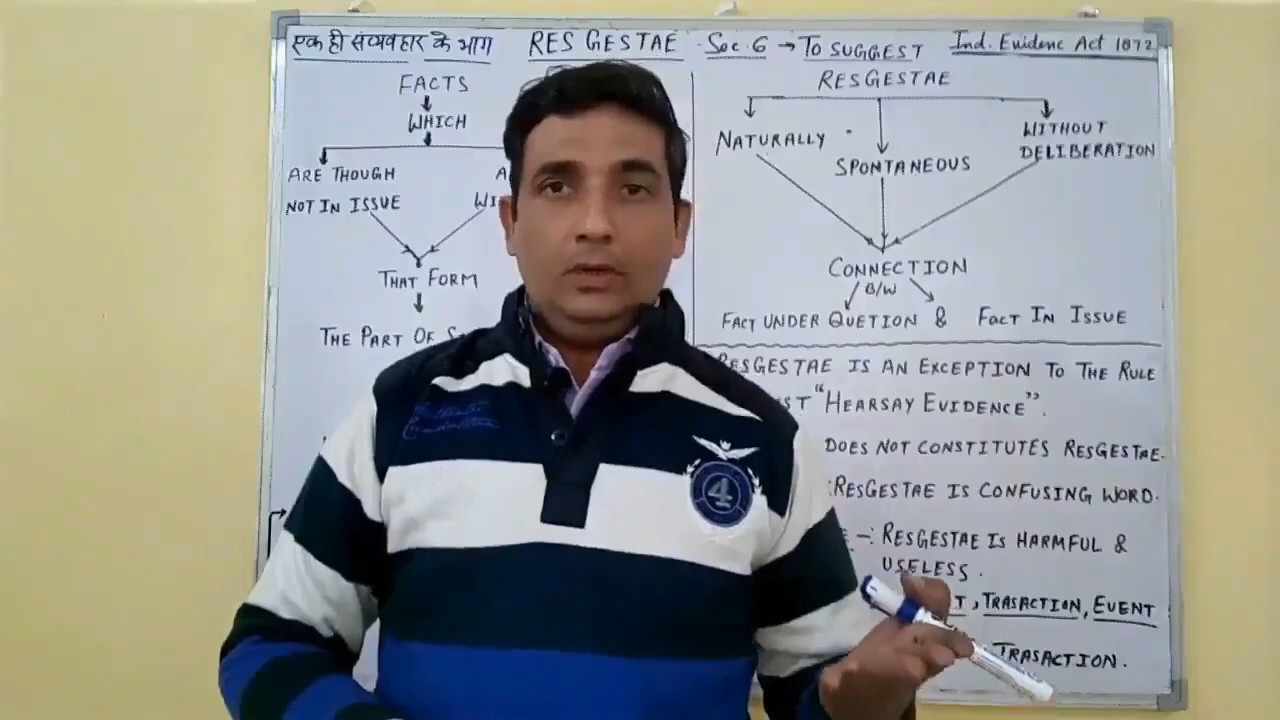 एक ही संव्यवहार के भाग RES GESTAE Sec. 6 → TO SUGGEST Ind. Evidenc Act 1872
FACTS
WHICH
ARE THOUGH
NOT IN ISSUE
THAT FORM
THE PART OF
RESGESTAE
NATURALLY
SPONTANEOUS
WITHOUT
DELIBERATION
CONNECTION
B/W
FACT UNDER QUETION & FACT IN ISSUE
RESGESTAE IS AN EXCEPTION TO THE RULE
"HEARSAY EVIDENCE".
DOES NOT CONSTITUTES RESGESTAE.
RESGESTAE IS CONFUSING WORD.
-: RESGESTAE IS HARMFUL &
USELESS.
, TRASACTION, EVENT
TRASACTION.
4